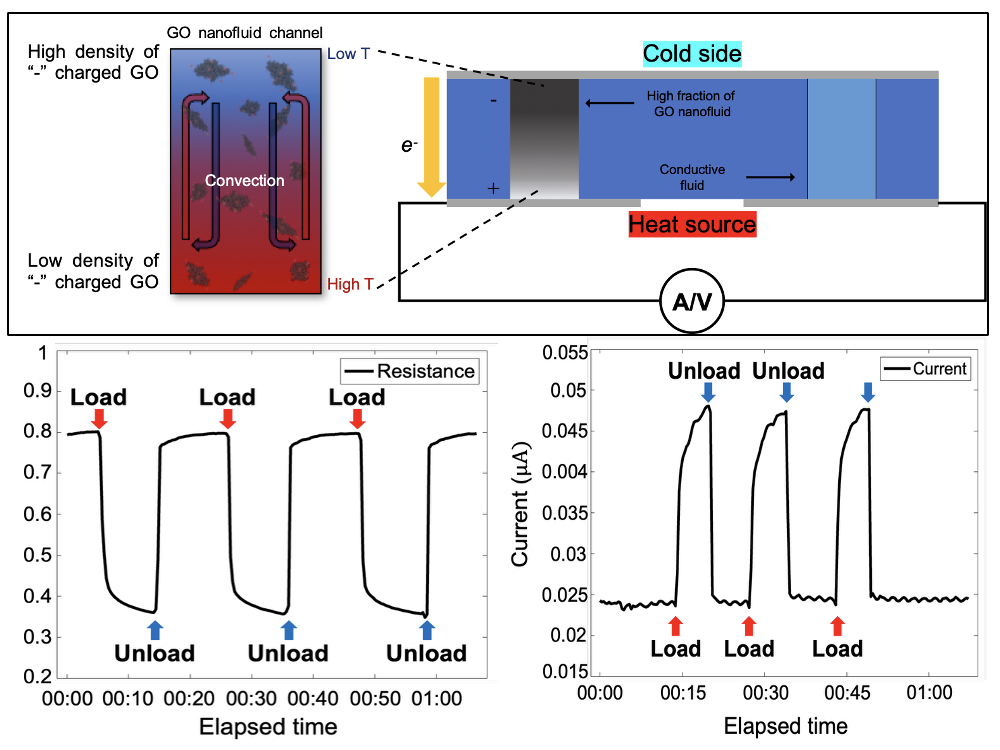 GO nanofluid channel
High density of
“-” charged GO
Low T
Convection
Low density of
“-” charged GO
High T
Cold side
e-
-
High fraction of
GO nanofluid
Conductive
fluid
+
Heat source
A/V
1
0.9
0.8
0.7
0.6
0.5
0.4
0.3
0.2
Resistance
Load
Load
Load
Unload
Unload
Unload
00:00
00:10
00:20
00:30
00:40
00:50
01:00
Elapsed time
Current (μA)
0.055
0.05
0.045
0.004
0.035
0.03
0.025
0.02
0.015
Current
Unload
Unload
Load
Load
Load
00:00
00:15
00:30
00:45
01:00
Elapsed time